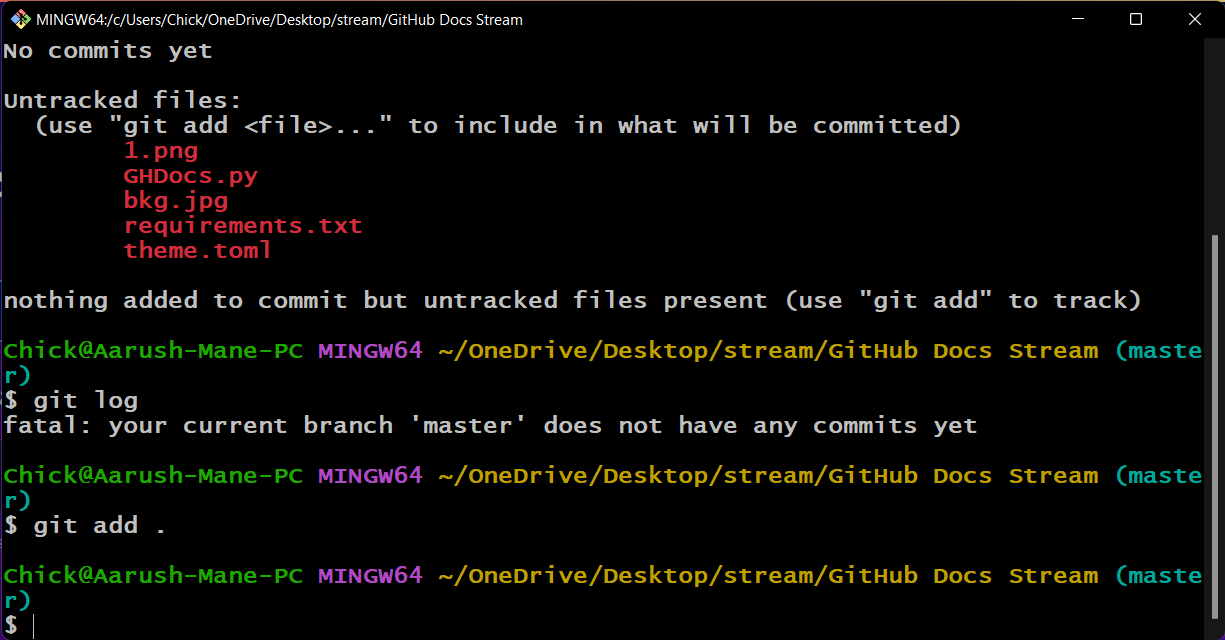 MINGW64:/c/Users/Chick/OneDrive/Desktop/stream/GitHub Docs Stream
No commits yet
Untracked files:
  (use "git add <file>..." to include in what will be committed)
        1.png
        GHDocs.py
        bkg.jpg
        requirements.txt
        theme.toml
nothing added to commit but untracked files present (use "git add" to track)
Chick@Aarush-Mane-PC MINGW64 ~/OneDrive/Desktop/stream/GitHub Docs Stream (maste
r)
$ git log
fatal: your current branch 'master' does not have any commits yet
Chick@Aarush-Mane-PC MINGW64 ~/OneDrive/Desktop/stream/GitHub Docs Stream (maste
r)
$ git add .
Chick@Aarush-Mane-PC MINGW64 ~/OneDrive/Desktop/stream/GitHub Docs Stream (maste
r)
$